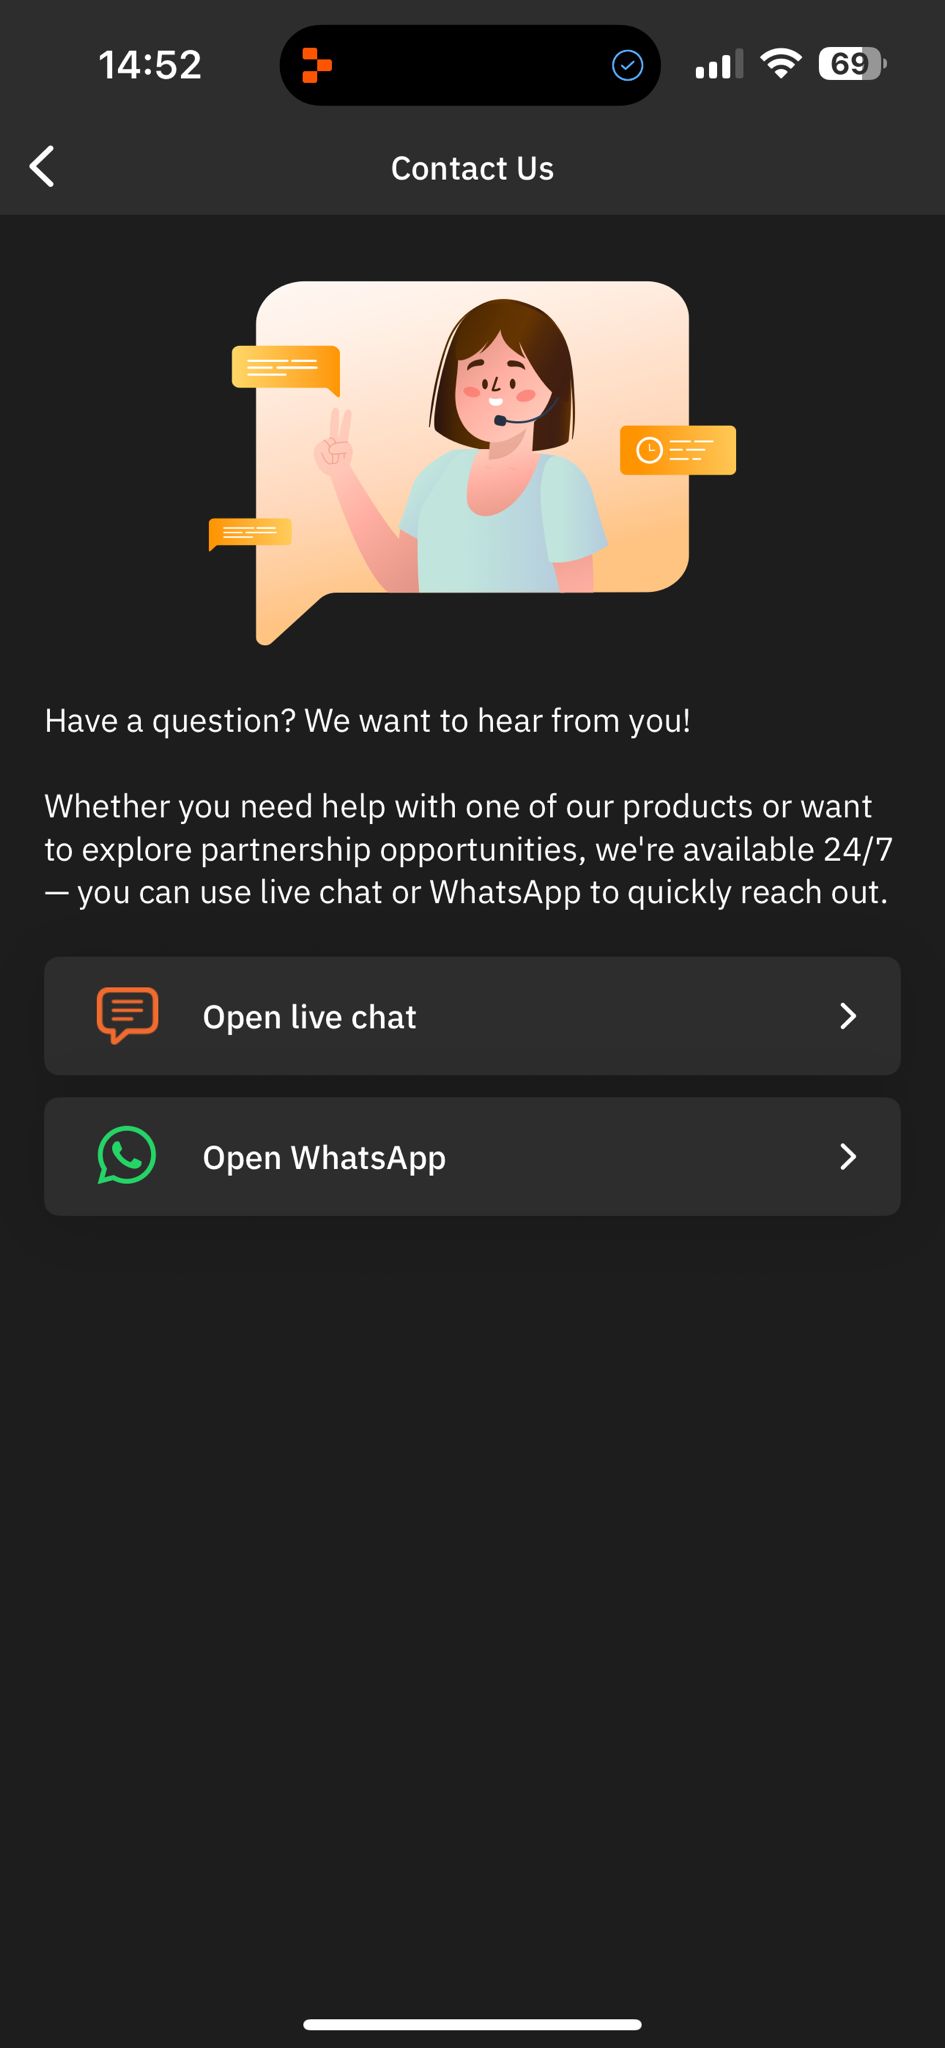 14:52
69
Contact Us
Have a question? We want to hear from you!
Whether you need help with one of our products or want
to explore partnership opportunities, we're available 24/7
— you can use live chat or WhatsApp to quickly reach out.
Open live chat
Open WhatsApp